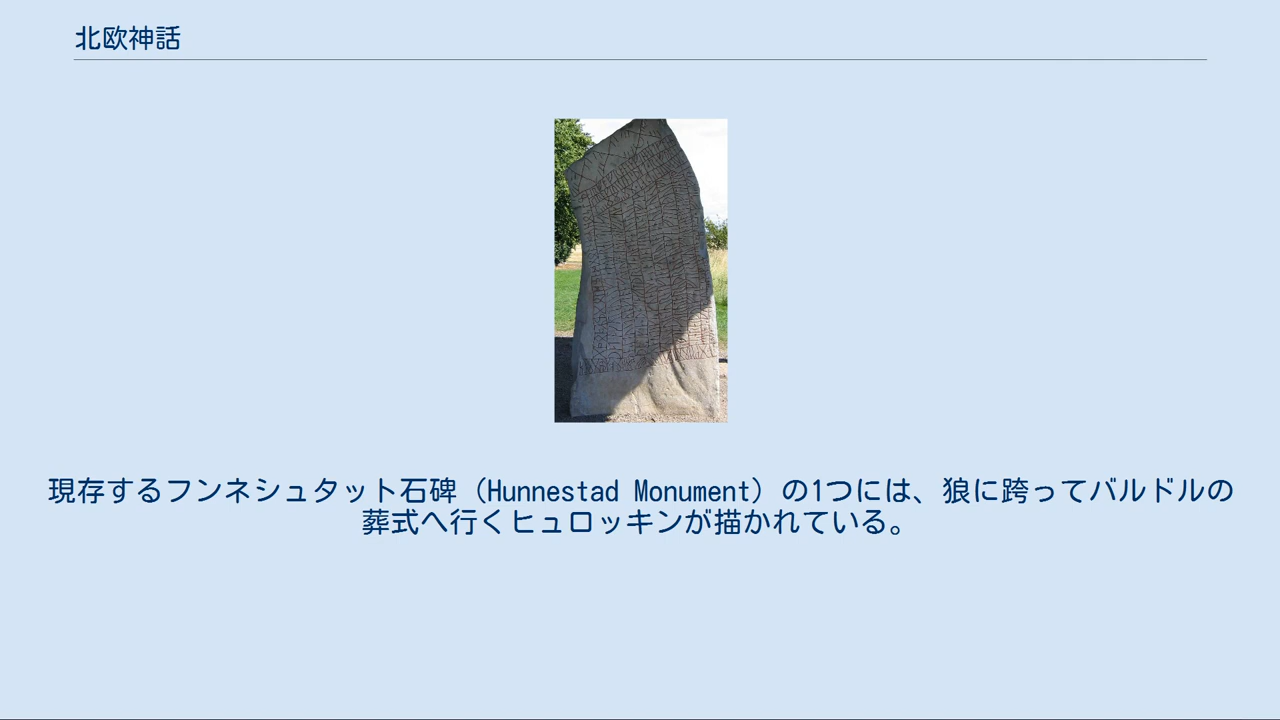 北欧神話
現存するフンネシュタット石碑（Hunnestad Monument）の1つには、狼に跨ってバルドルの
葬式へ行くヒュロッキンが描かれている。